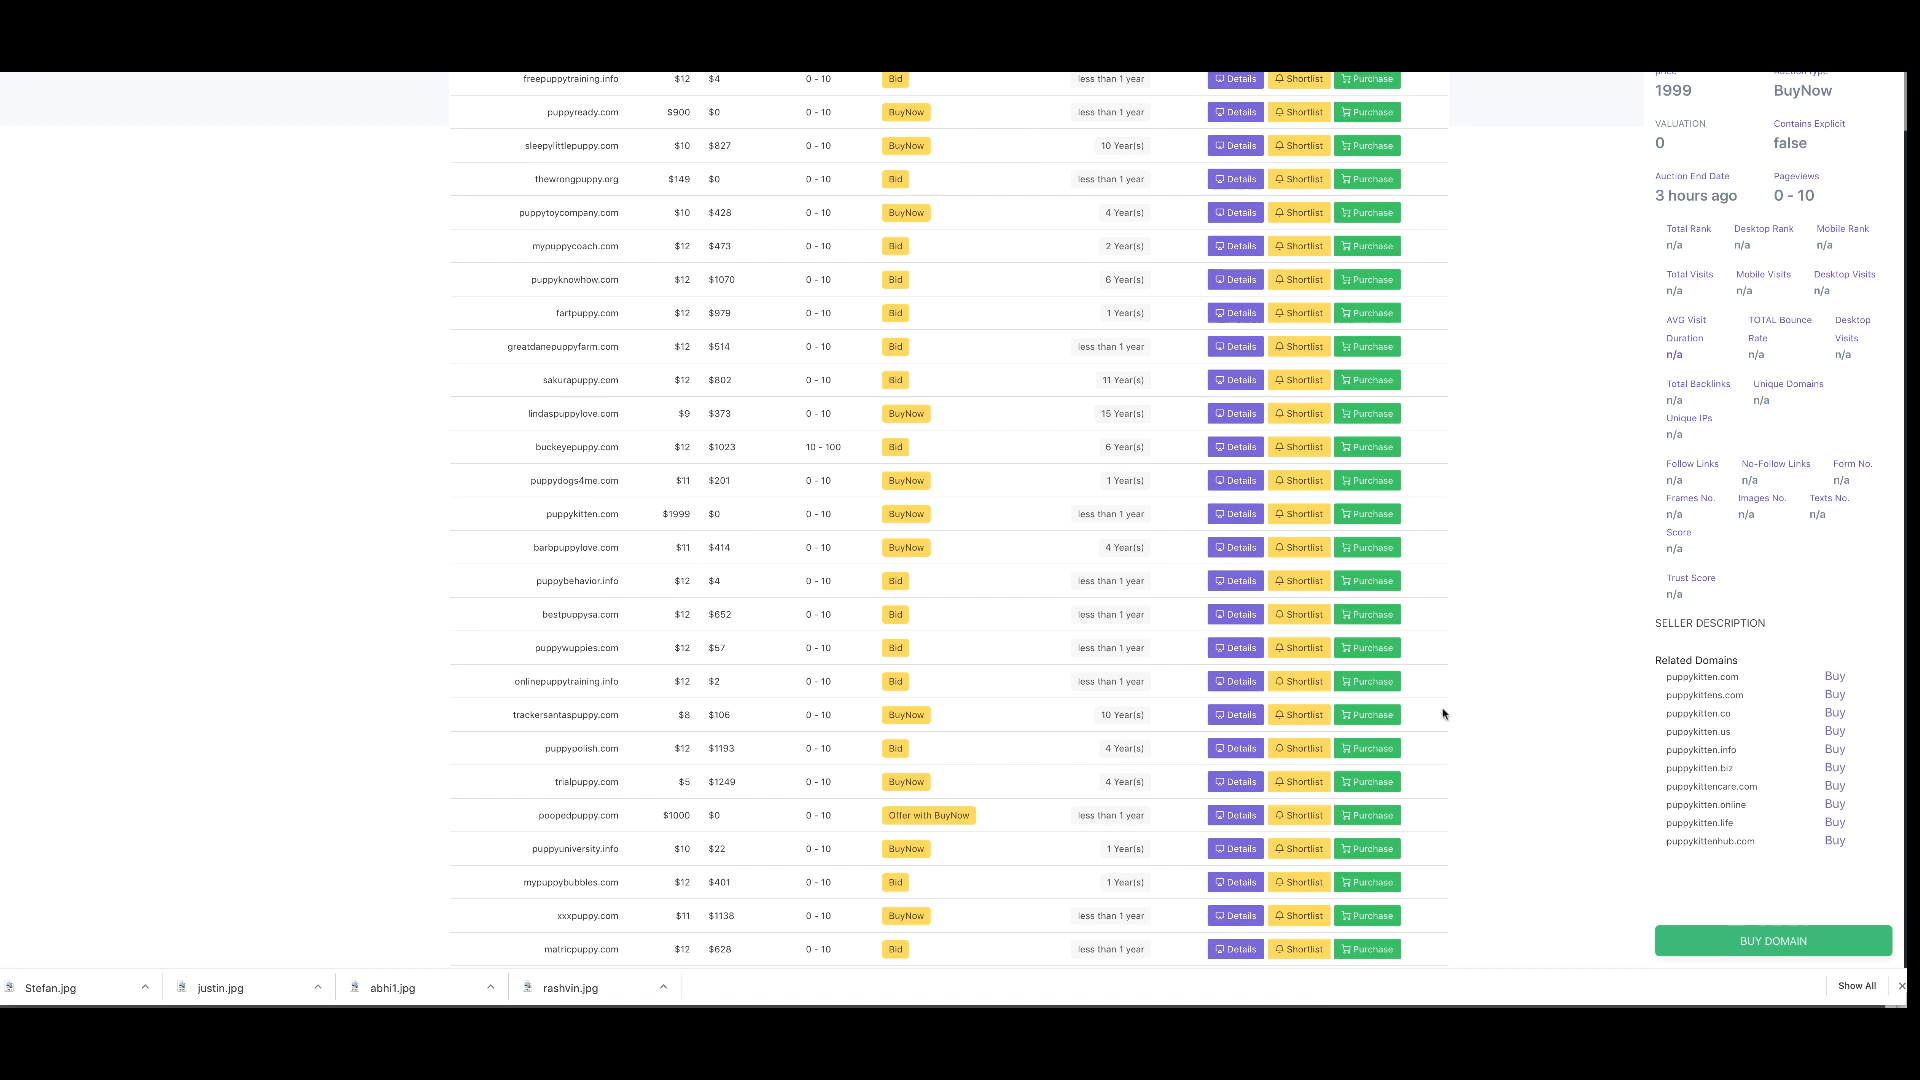 freepuppytraining.info $12 $4 0 - 10 Bid less than 1 year Details Shortlist Purchase
puppyready.com $900 $0 0 - 10 BuyNow less than 1 year Details Shortlist Purchase
sleepylittlepuppy.com $10 $827 0 - 10 BuyNow 10 Year(s) Details Shortlist Purchase
thewrongpuppy.org $149 $0 0 - 10 Bid less than 1 year Details Shortlist Purchase
puppytoycompany.com $10 $428 0 - 10 BuyNow 4 Year(s) Details Shortlist Purchase
mypuppycoach.com $12 $473 0 - 10 Bid 2 Year(s) Details Shortlist Purchase
puppyknowhow.com $12 $1070 0 - 10 Bid 6 Year(s) Details Shortlist Purchase
fartpuppy.com $12 $979 0 - 10 Bid 1 Year(s) Details Shortlist Purchase
greatdanepuppyfarm.com $12 $514 0 - 10 Bid less than 1 year Details Shortlist Purchase
sakurapuppy.com $12 $802 0 - 10 Bid 11 Year(s) Details Shortlist Purchase
lindaspuppylove.com $9 $373 0 - 10 BuyNow 15 Year(s) Details Shortlist Purchase
buckeyepuppy.com $12 $1023 10 - 100 Bid 6 Year(s) Details Shortlist Purchase
puppydogs4me.com $11 $201 0 - 10 BuyNow 1 Year(s) Details Shortlist Purchase
puppykitten.com $1999 $0 0 - 10 BuyNow less than 1 year Details Shortlist Purchase
barbpuppylove.com $11 $414 0 - 10 BuyNow 4 Year(s) Details Shortlist Purchase
puppybehavior.info $12 $4 0 - 10 Bid less than 1 year Details Shortlist Purchase
bestpuppysa.com $12 $652 0 - 10 Bid less than 1 year Details Shortlist Purchase
puppywuppies.com $12 $57 0 - 10 Bid less than 1 year Details Shortlist Purchase
onlinepuppytraining.info $12 $2 0 - 10 Bid less than 1 year Details Shortlist Purchase
trackersantaspuppy.com $8 $106 0 - 10 BuyNow 10 Year(s) Details Shortlist Purchase
puppypolish.com $12 $1193 0 - 10 Bid 4 Year(s) Details Shortlist Purchase
trialpuppy.com $5 $1249 0 - 10 BuyNow 4 Year(s) Details Shortlist Purchase
poopedpuppy.com $1000 $0 0 - 10 Offer with BuyNow less than 1 year Details Shortlist Purchase
puppyuniversity.info $10 $22 0 - 10 BuyNow 1 Year(s) Details Shortlist Purchase
mypuppybubbles.com $12 $401 0 - 10 Bid 1 Year(s) Details Shortlist Purchase
xxxpuppy.com $11 $1138 0 - 10 BuyNow less than 1 year Details Shortlist Purchase
matricpuppy.com $12 $628 0 - 10 Bid less than 1 year Details Shortlist Purchase
1999 BuyNow
VALUATION Contains Explicit
0 false
Auction End Date Pageviews
3 hours ago 0 - 10
Total Rank Desktop Rank Mobile Rank
n/a n/a n/a
Total Visits Mobile Visits Desktop Visits
n/a n/a n/a
AVG Visit TOTAL Bounce Desktop
Duration Rate Visits
n/a n/a n/a
Total Backlinks Unique Domains
n/a n/a
Unique IPs
n/a
Follow Links No-Follow Links Form No.
n/a n/a n/a
Frames No. Images No. Texts No.
n/a n/a n/a
Score
n/a
Trust Score
n/a
SELLER DESCRIPTION
Related Domains
puppykitten.com Buy
puppykittens.com Buy
puppykitten.co Buy
puppykitten.us Buy
puppykitten.info Buy
puppykitten.biz Buy
puppykittencare.com Buy
puppykitten.online Buy
puppykitten.life Buy
puppykittenhub.com Buy
BUY DOMAIN
Stefan.jpg justin.jpg abhi1.jpg rashvin.jpg Show All